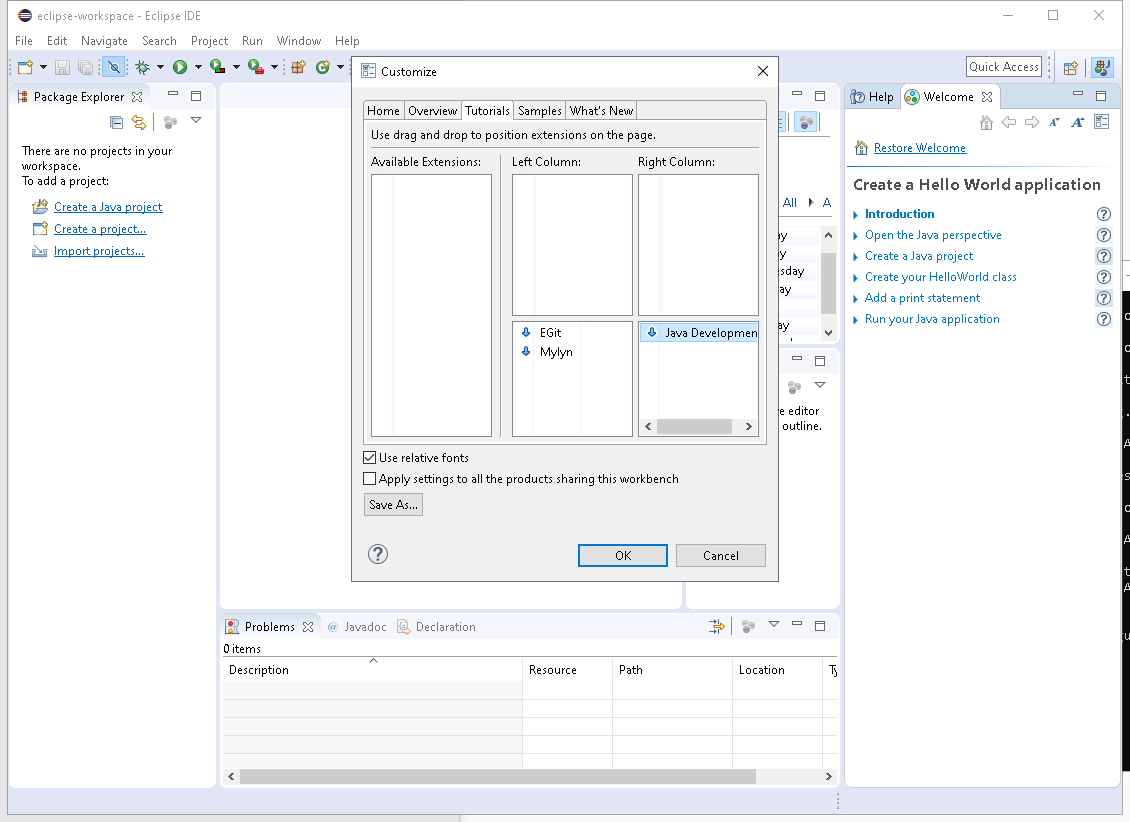 eclipse-workspace - Eclipse IDE
File Edit Navigate Search Project Run Window Help
Quick Access
Package Explorer
There are no projects in your
workspace.
To add a project:
Create a Java project
Create a project...
Import projects...
Customize
Home Overview Tutorials Samples What's New
Use drag and drop to position extensions on the page.
Available Extensions: Left Column: Right Column:
EGit
Mylyn
Java Developmen
Use relative fonts
Apply settings to all the products sharing this workbench
Save As...
OK Cancel
All A
ay
y
sday
ay
ay
e editor
outline.
Help Welcome
Restore Welcome
Create a Hello World application
Introduction
Open the Java perspective
Create a Java project
Create your HelloWorld class
Add a print statement
Run your Java application
Problems @ Javadoc Declaration
0 items
Description Resource Path Location Ty